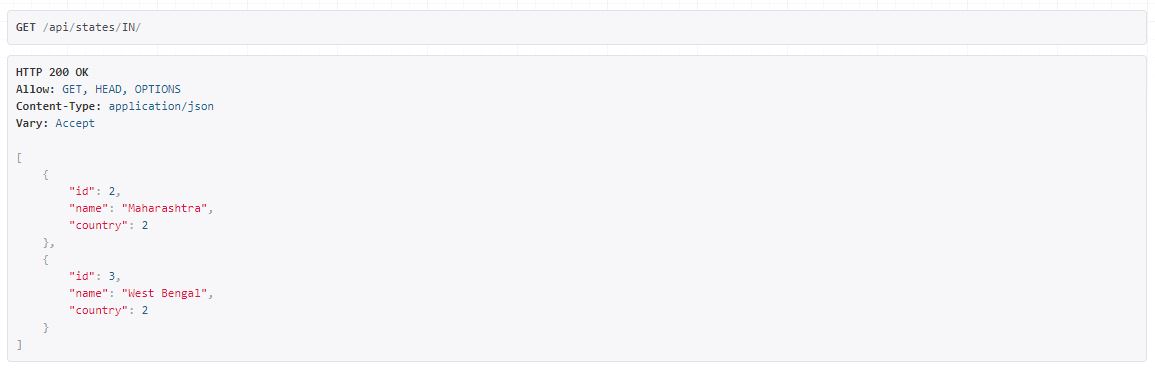 GET /api/states/IN/
HTTP 200 OK
Allow: GET, HEAD, OPTIONS
Content-Type: application/json
Vary: Accept
[
    {
        "id": 2,
        "name": "Maharashtra",
        "country": 2
    },
    {
        "id": 3,
        "name": "West Bengal",
        "country": 2
    }
]